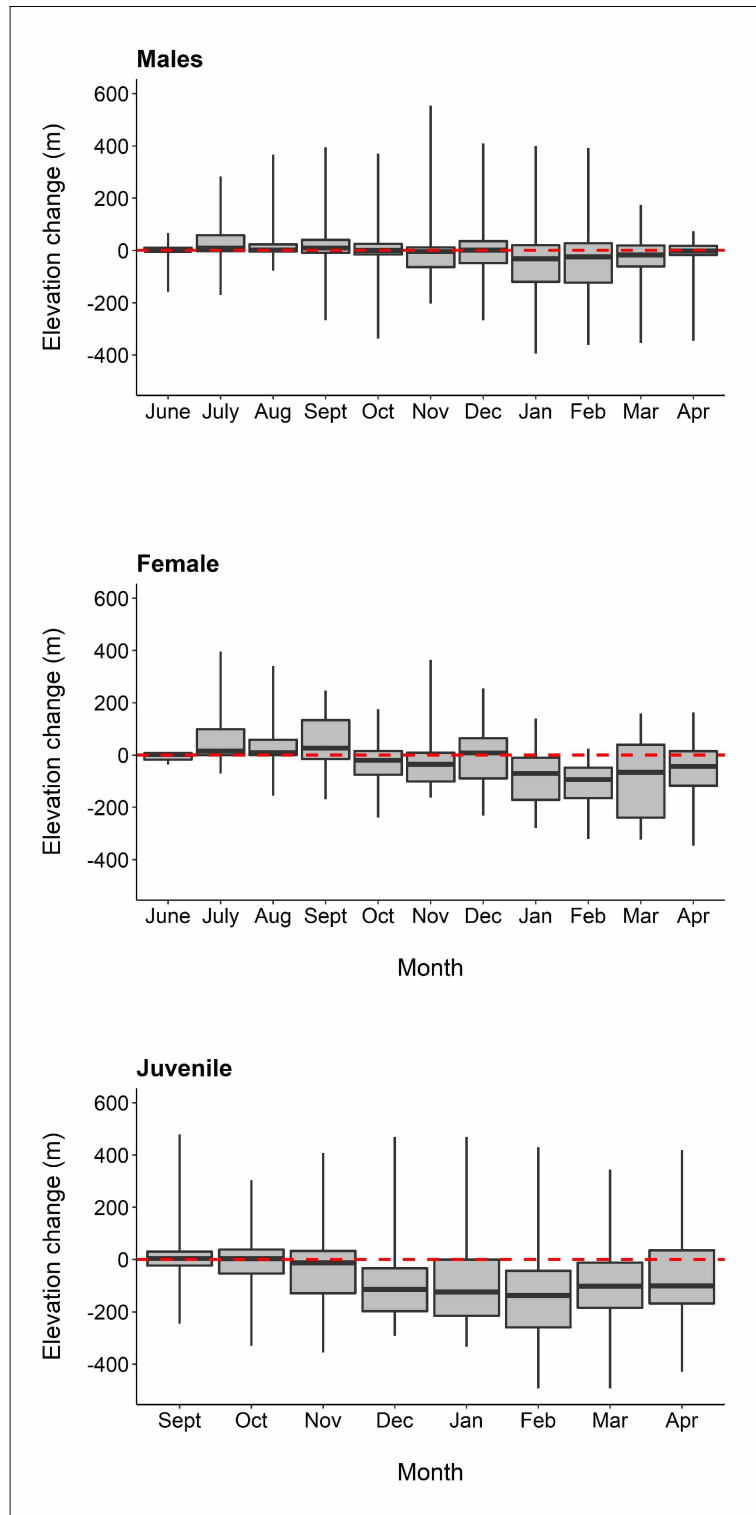 Males
Elevation change (m)
600
400
200
0
-200
-400
June July Aug Sept Oct Nov Dec Jan Feb Mar Apr
Female
Elevation change (m)
600
400
200
0
-200
-400
June July Aug Sept Oct Nov Dec Jan Feb Mar Apr
Month
Juvenile
Elevation change (m)
600
400
200
0
-200
-400
Sept Oct Nov Dec Jan Feb Mar Apr
Month